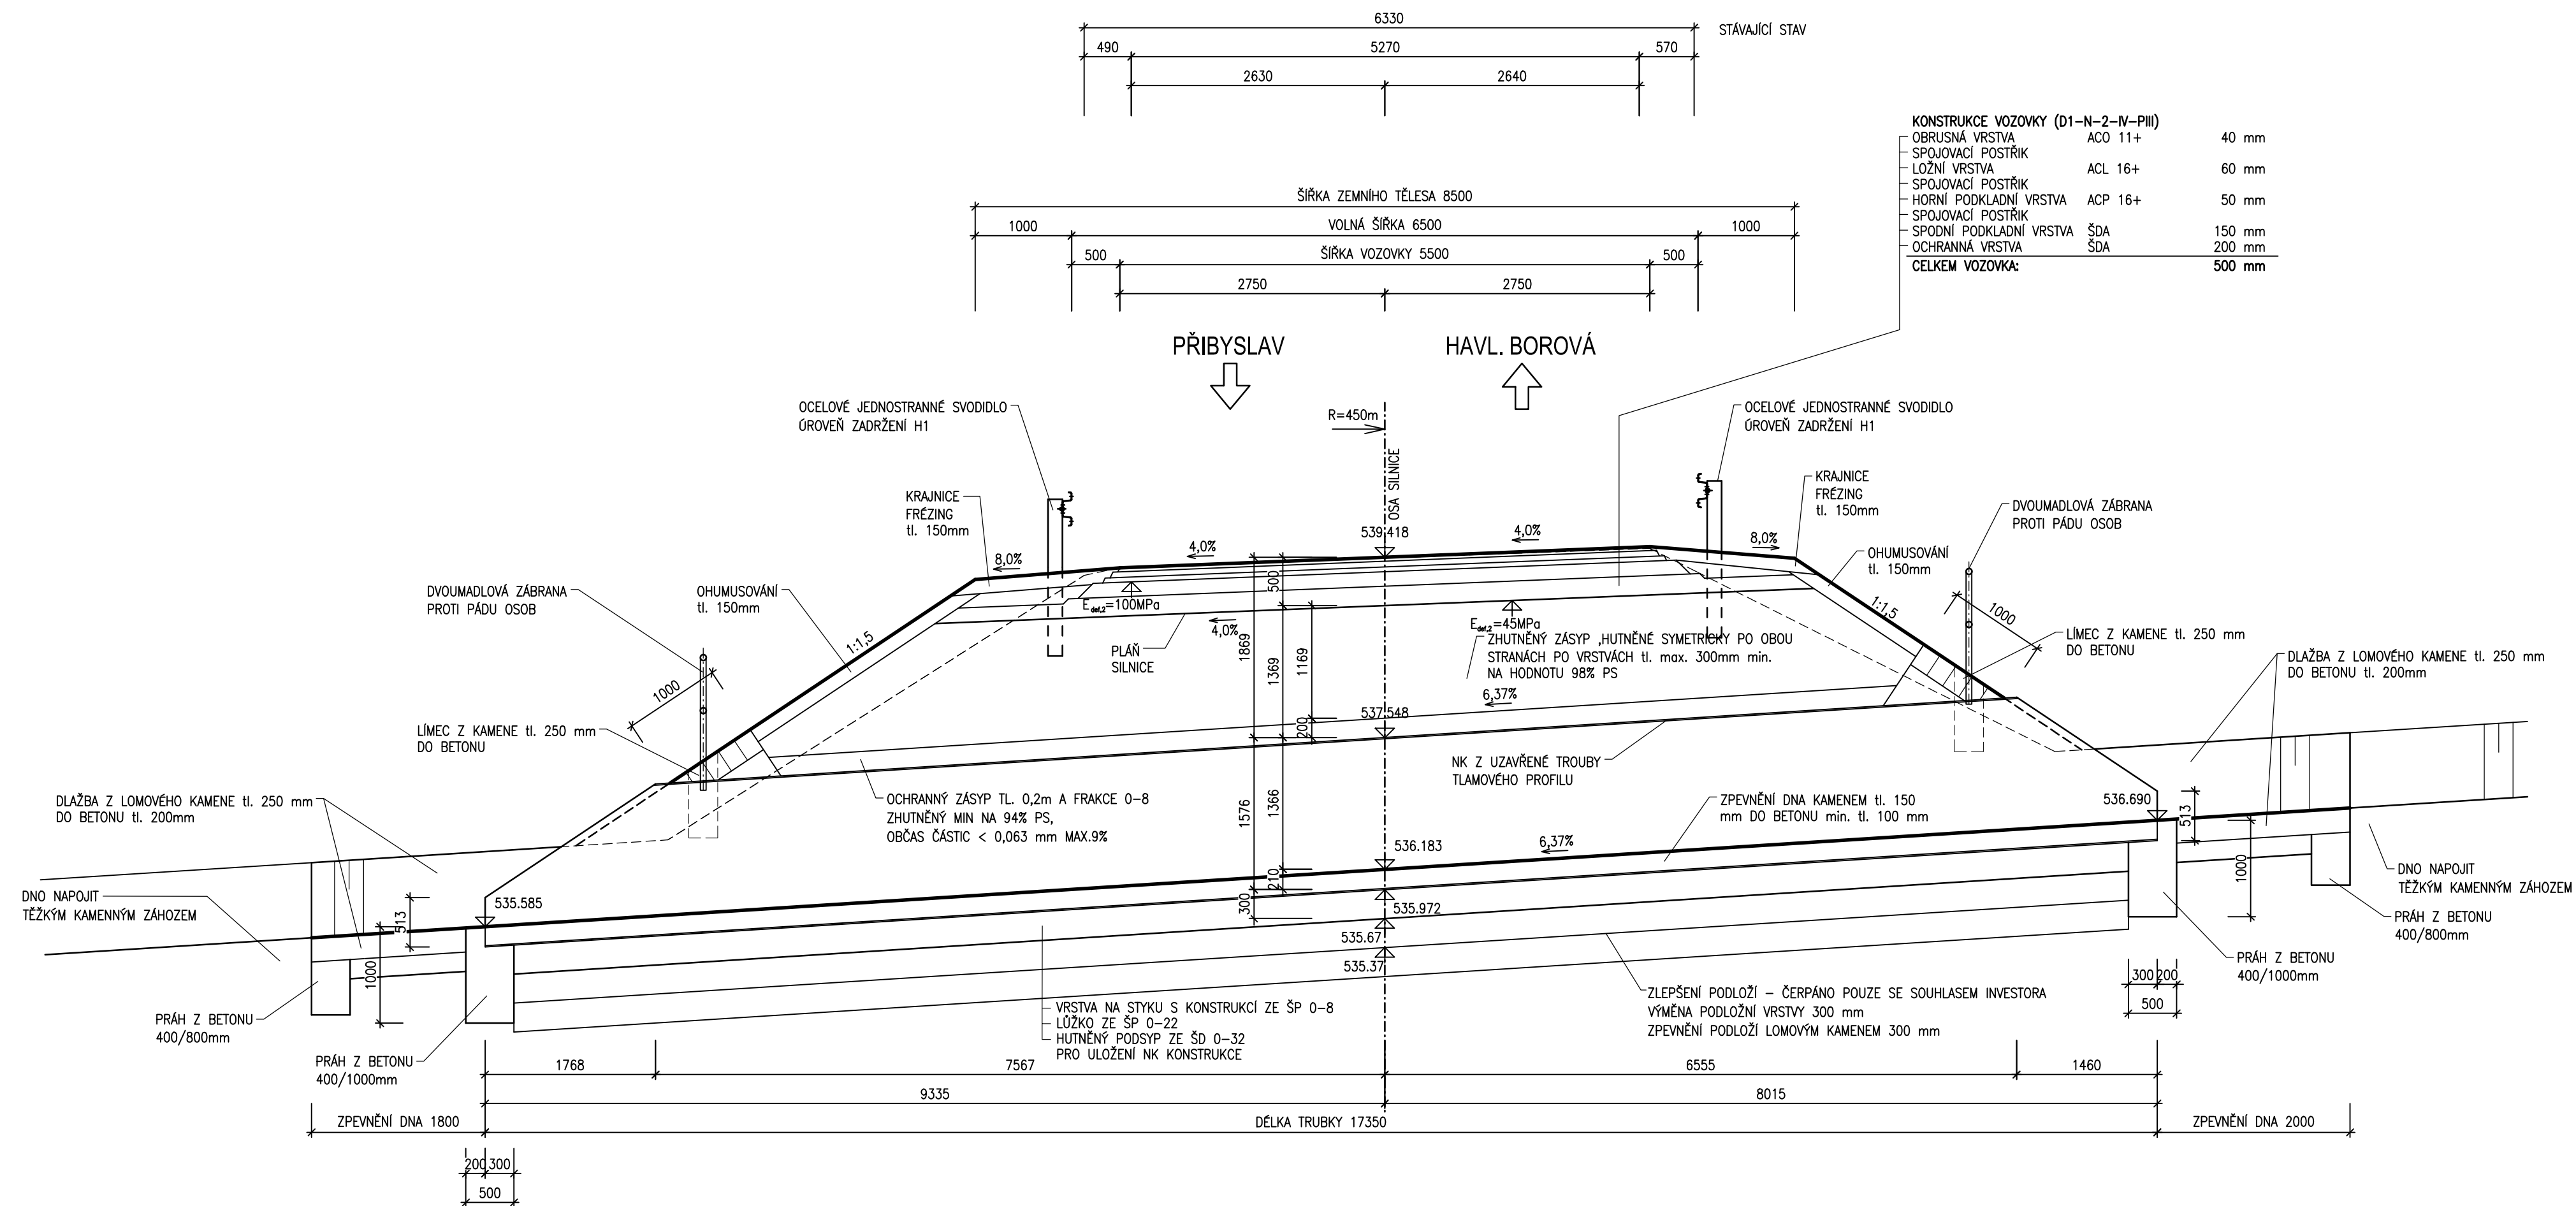 6330
STÁVAJÍCÍ STAV
490 5270 570
2630 2640
KONSTRUKCE VOZOVKY (D1-N-2-IV-PIII)
OBRUSNÁ VRSTVA ACO 11+ 40 mm
SPOJOVACÍ POSTŘIK
LOŽNÍ VRSTVA ACL 16+ 60 mm
SPOJOVACÍ POSTŘIK
HORNÍ PODKLADNÍ VRSTVA ACP 16+ 50 mm
SPOJOVACÍ POSTŘIK
SPODNÍ PODKLADNÍ VRSTVA ŠDA 150 mm
OCHRANNÁ VRSTVA ŠDA 200 mm
CELKEM VOZOVKA: 500 mm
ŠÍŘKA ZEMNÍHO TĚLESA 8500
1000 VOLNÁ ŠÍŘKA 6500 1000
500 ŠÍŘKA VOZOVKY 5500 500
2750 2750
PŘIBYSLAV
HAVL. BOROVÁ
OCELOVÉ JEDNOSTRANNÉ SVODIDLO
ÚROVEŇ ZADRŽENÍ H1
R=450m
OSA SILNICE
OCELOVÉ JEDNOSTRANNÉ SVODIDLO
ÚROVEŇ ZADRŽENÍ H1
KRAJNICE
FRÉZING
tl. 150mm
KRAJNICE
FRÉZING
tl. 150mm
DVOUMADLOVÁ ZÁBRANA
PROTI PÁDU OSOB
539.418
8,0%
4,0%
4,0%
8,0%
OHUMUSOVÁNÍ
tl. 150mm
DVOUMADLOVÁ ZÁBRANA
PROTI PÁDU OSOB
OHUMUSOVÁNÍ
tl. 150mm
1:1,5
1:1,5
1000
1000
500
Edef,2=100MPa
4,0%
Edef,2=45MPa
PLÁŇ
SILNICE
1869
1369
1169
200
ZHUTNĚNÝ ZÁSYP ,HUTNĚNÉ SYMETRICKY PO OBOU
STRANÁCH PO VRSTVÁCH tl. max. 300mm min.
NA HODNOTU 98% PS
LÍMEC Z KAMENE tl. 250 mm
DO BETONU
DLAŽBA Z LOMOVÉHO KAMENE tl. 250 mm
DO BETONU tl. 200mm
6,37%
537.548
LÍMEC Z KAMENE tl. 250 mm
DO BETONU
NK Z UZAVŘENÉ TROUBY
TLAMOVÉHO PROFILU
DLAŽBA Z LOMOVÉHO KAMENE tl. 250 mm
DO BETONU tl. 200mm
OCHRANNÝ ZÁSYP TL. 0,2m A FRAKCE 0-8
ZHUTNĚNÝ MIN NA 94% PS,
OBČAS ČÁSTIC < 0,063 mm MAX.9%
1576
1366
ZPEVNĚNÍ DNA KAMENEM tl. 150
mm DO BETONU min. tl. 100 mm
536.690
513
1000
536.183
6,37%
210
300
DNO NAPOJIT
TĚŽKÝM KAMENNÝM ZÁHOZEM
535.585
513
1000
535.972
535.67
535.37
DNO NAPOJIT
TĚŽKÝM KAMENNÝM ZÁHOZEM
PRÁH Z BETONU
400/800mm
PRÁH Z BETONU
400/1000mm
300 200
500
PRÁH Z BETONU
400/800mm
PRÁH Z BETONU
400/1000mm
VRSTVA NA STYKU S KONSTRUKCÍ ZE ŠP 0-8
LŮŽKO ZE ŠP 0-22
HUTNĚNÝ PODSYP ZE ŠD 0-32
PRO ULOŽENÍ NK KONSTRUKCE
ZLEPŠENÍ PODLOŽÍ - ČERPÁNO POUZE SE SOUHLASEM INVESTORA
VÝMĚNA PODLOŽNÍ VRSTVY 300 mm
ZPEVNĚNÍ PODLOŽÍ LOMOVÝM KAMENEM 300 mm
1768 7567 6555 1460
9335 8015
ZPEVNĚNÍ DNA 1800 DÉLKA TRUBKY 17350 ZPEVNĚNÍ DNA 2000
200 300
500